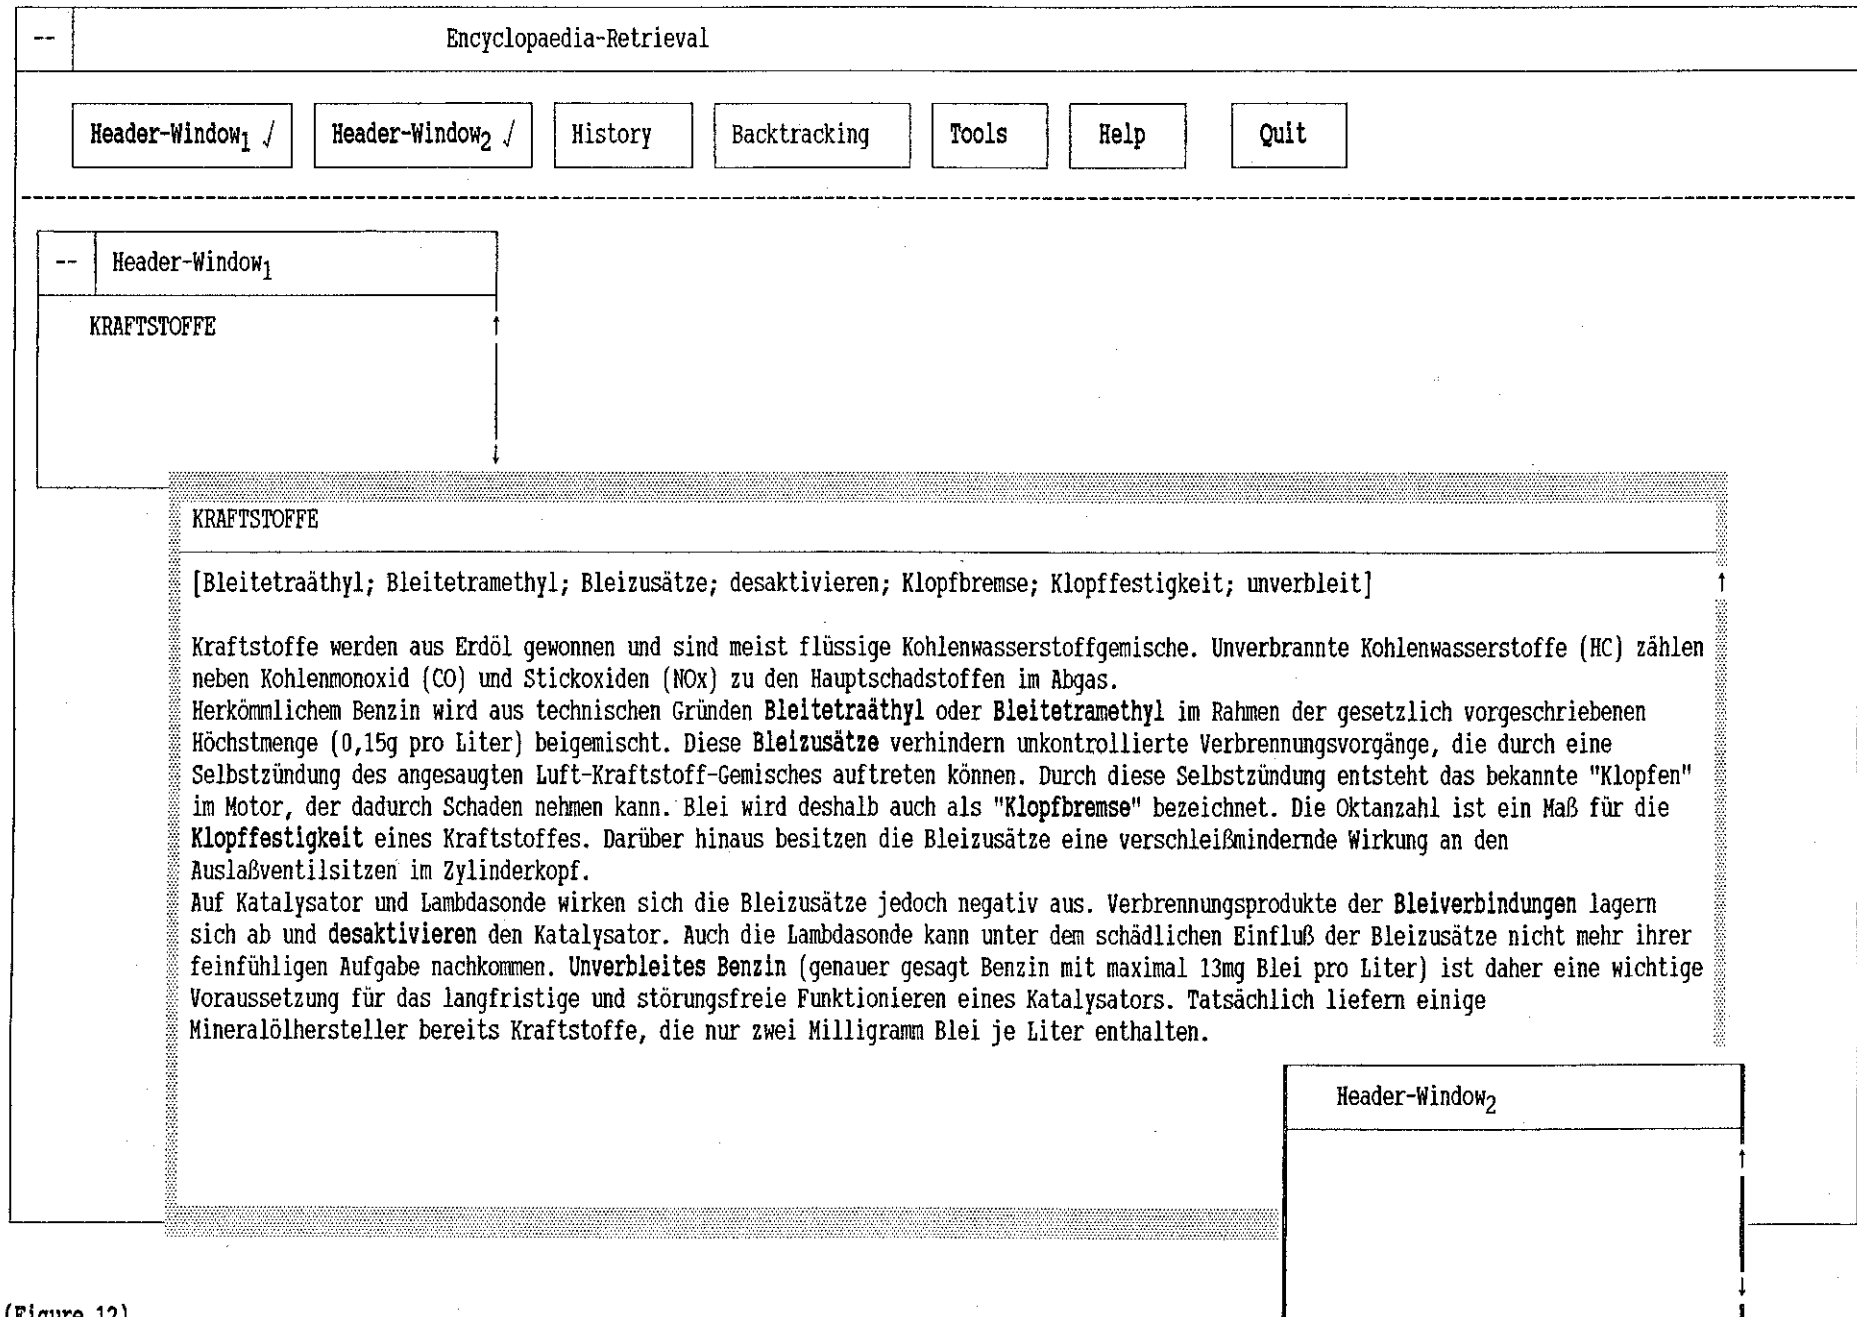 -- Encyclopaedia-Retrieval
Header-Window1 √ Header-Window2 √ History Backtracking Tools Help Quit
-- Header-Window1
KRAFTSTOFFE
KRAFTSTOFFE
[Bleitetraäthyl; Bleitetramethyl; Bleizusätze; desaktivieren; Klopfbremse; Klopffestigkeit; unverbleit]
Kraftstoffe werden aus Erdöl gewonnen und sind meist flüssige Kohlenwasserstoffgemische. Unverbrannte Kohlenwasserstoffe (HC) zählen
neben Kohlenmonoxid (CO) und Stickoxiden (NOx) zu den Hauptschadstoffen im Abgas.
Herkömmlichem Benzin wird aus technischen Gründen Bleitetraäthyl oder Bleitetramethyl im Rahmen der gesetzlich vorgeschriebenen
Höchstmenge (0,15g pro Liter) beigemischt. Diese Bleizusätze verhindern unkontrollierte Verbrennungsvorgänge, die durch eine
Selbstzündung des angesaugten Luft-Kraftstoff-Gemisches auftreten können. Durch diese Selbstzündung entsteht das bekannte "Klopfen"
im Motor, der dadurch Schaden nehmen kann. Blei wird deshalb auch als "Klopfbremse" bezeichnet. Die Oktanzahl ist ein Maß für die
Klopffestigkeit eines Kraftstoffes. Darüber hinaus besitzen die Bleizusätze eine verschleißmindernde Wirkung an den
Auslaßventilsitzen im Zylinderkopf.
Auf Katalysator und Lambdasonde wirken sich die Bleizusätze jedoch negativ aus. Verbrennungsprodukte der Bleiverbindungen lagern
sich ab und desaktivieren den Katalysator. Auch die Lambdasonde kann unter dem schädlichen Einfluß der Bleizusätze nicht mehr ihrer
feinfühligen Aufgabe nachkommen. Unverbleites Benzin (genauer gesagt Benzin mit maximal 13mg Blei pro Liter) ist daher eine wichtige
Voraussetzung für das langfristige und störungsfreie Funktionieren eines Katalysators. Tatsächlich liefern einige
Mineralölhersteller bereits Kraftstoffe, die nur zwei Milligramm Blei je Liter enthalten.
Header-Window2
(Figure 12)